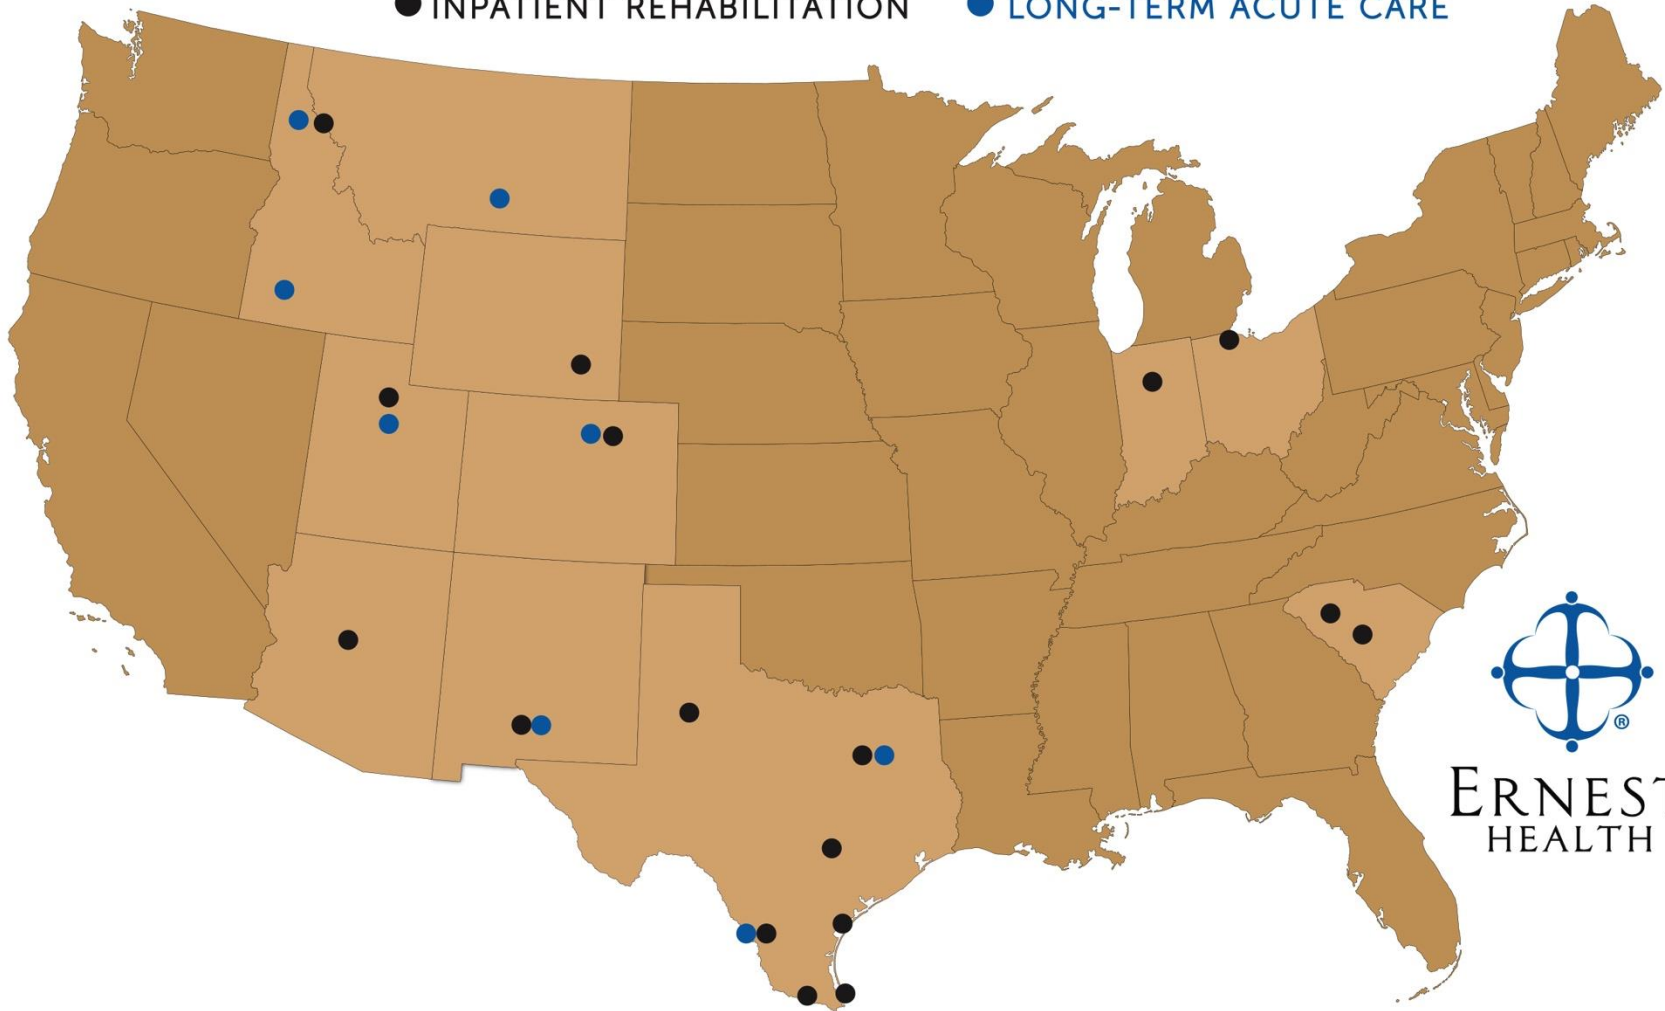 INPATIENT REHABILITATION
LONG-TERM ACUTE CARE
®
ERNEST
HEALTH